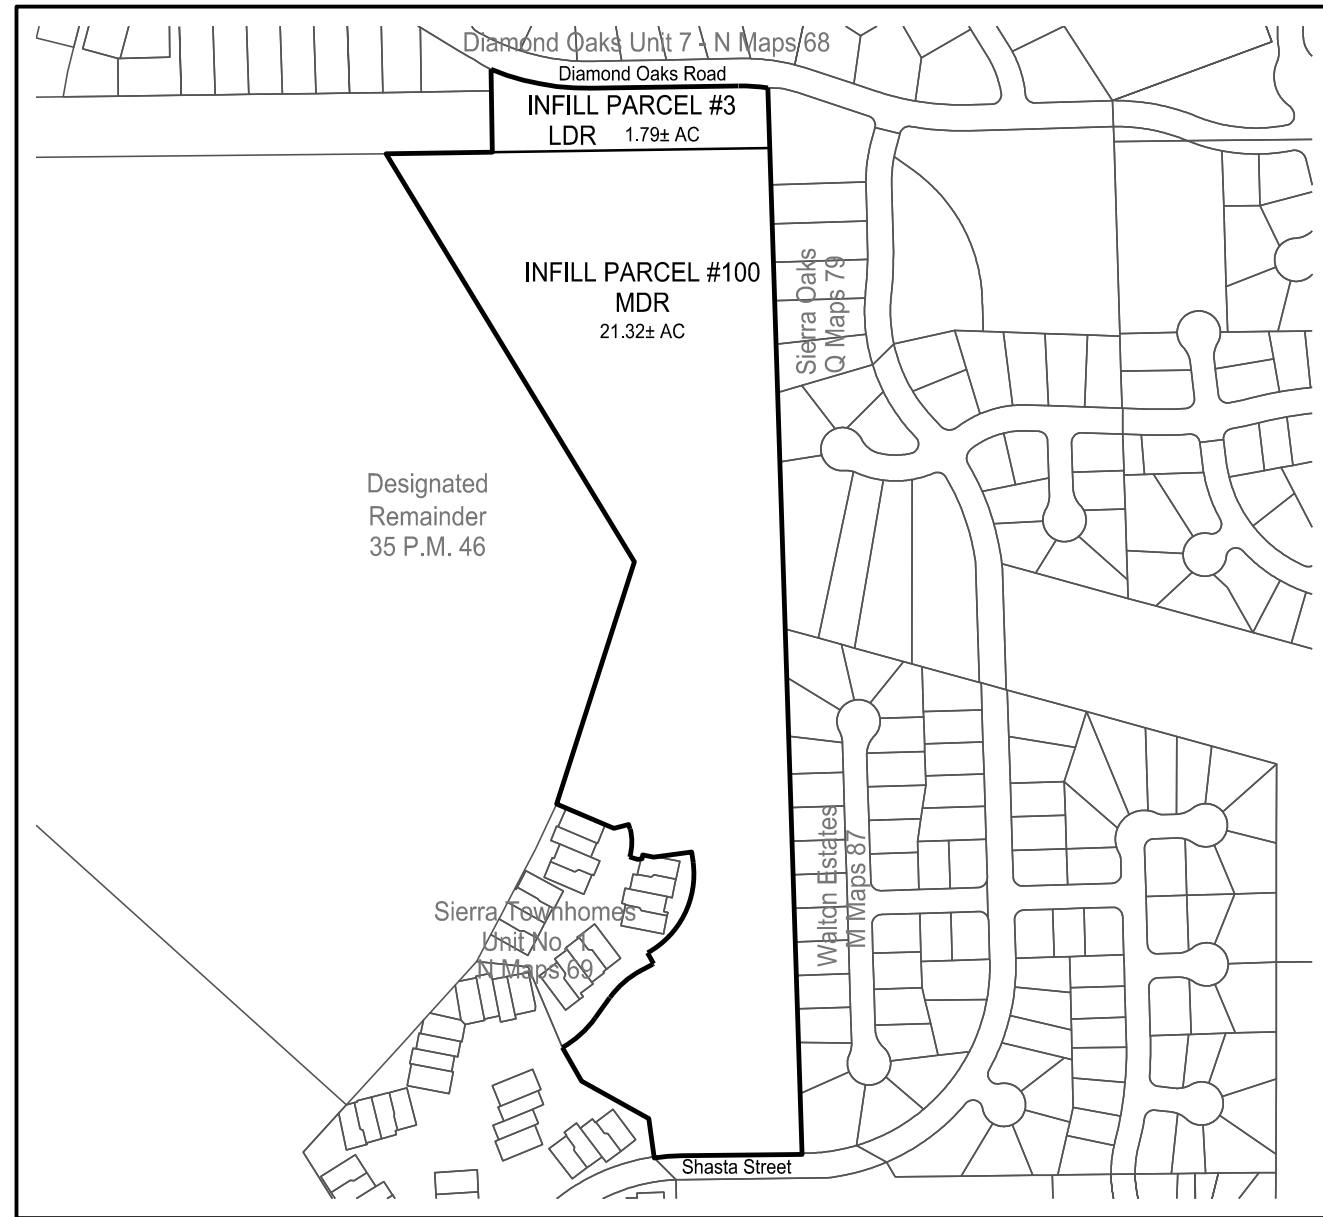 Diamond Oaks Unit 7 - N Maps 68
Diamond Oaks Road
INFILL PARCEL #3
LDR 1.79± AC
INFILL PARCEL #100
MDR
21.32± AC
Sierra Oaks
Q Maps 79
Designated
Remainder
35 P.M. 46
Walton Estates
M Maps 87
Sierra Townhomes
Unit No. 1
N Maps 69
Shasta Street